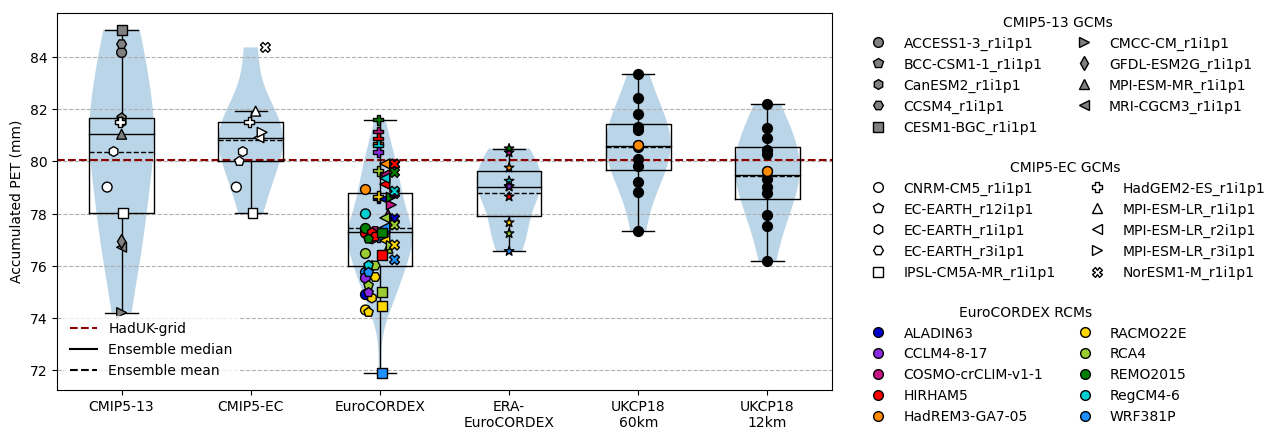 Accumulated PET (mm)
84
82
80
78
76
74
72
HadUK-grid
Ensemble median
Ensemble mean
CMIP5-13
CMIP5-EC
EuroCORDEX
ERA-
EuroCORDEX
UKCP18
60km
UKCP18
12km
CMIP5-13 GCMs
ACCESS1-3_r1i1p1
BCC-CSM1-1_r1i1p1
CanESM2_r1i1p1
CCSM4_r1i1p1
CESM1-BGC_r1i1p1
CMCC-CM_r1i1p1
GFDL-ESM2G_r1i1p1
MPI-ESM-MR_r1i1p1
MRI-CGCM3_r1i1p1
CMIP5-EC GCMs
CNRM-CM5_r1i1p1
EC-EARTH_r12i1p1
EC-EARTH_r1i1p1
EC-EARTH_r3i1p1
IPSL-CM5A-MR_r1i1p1
HadGEM2-ES_r1i1p1
MPI-ESM-LR_r1i1p1
MPI-ESM-LR_r2i1p1
MPI-ESM-LR_r3i1p1
NorESM1-M_r1i1p1
EuroCORDEX RCMs
ALADIN63
CCLM4-8-17
COSMO-crCLIM-v1-1
HIRHAM5
HadREM3-GA7-05
RACMO22E
RCA4
REMO2015
RegCM4-6
WRF381P